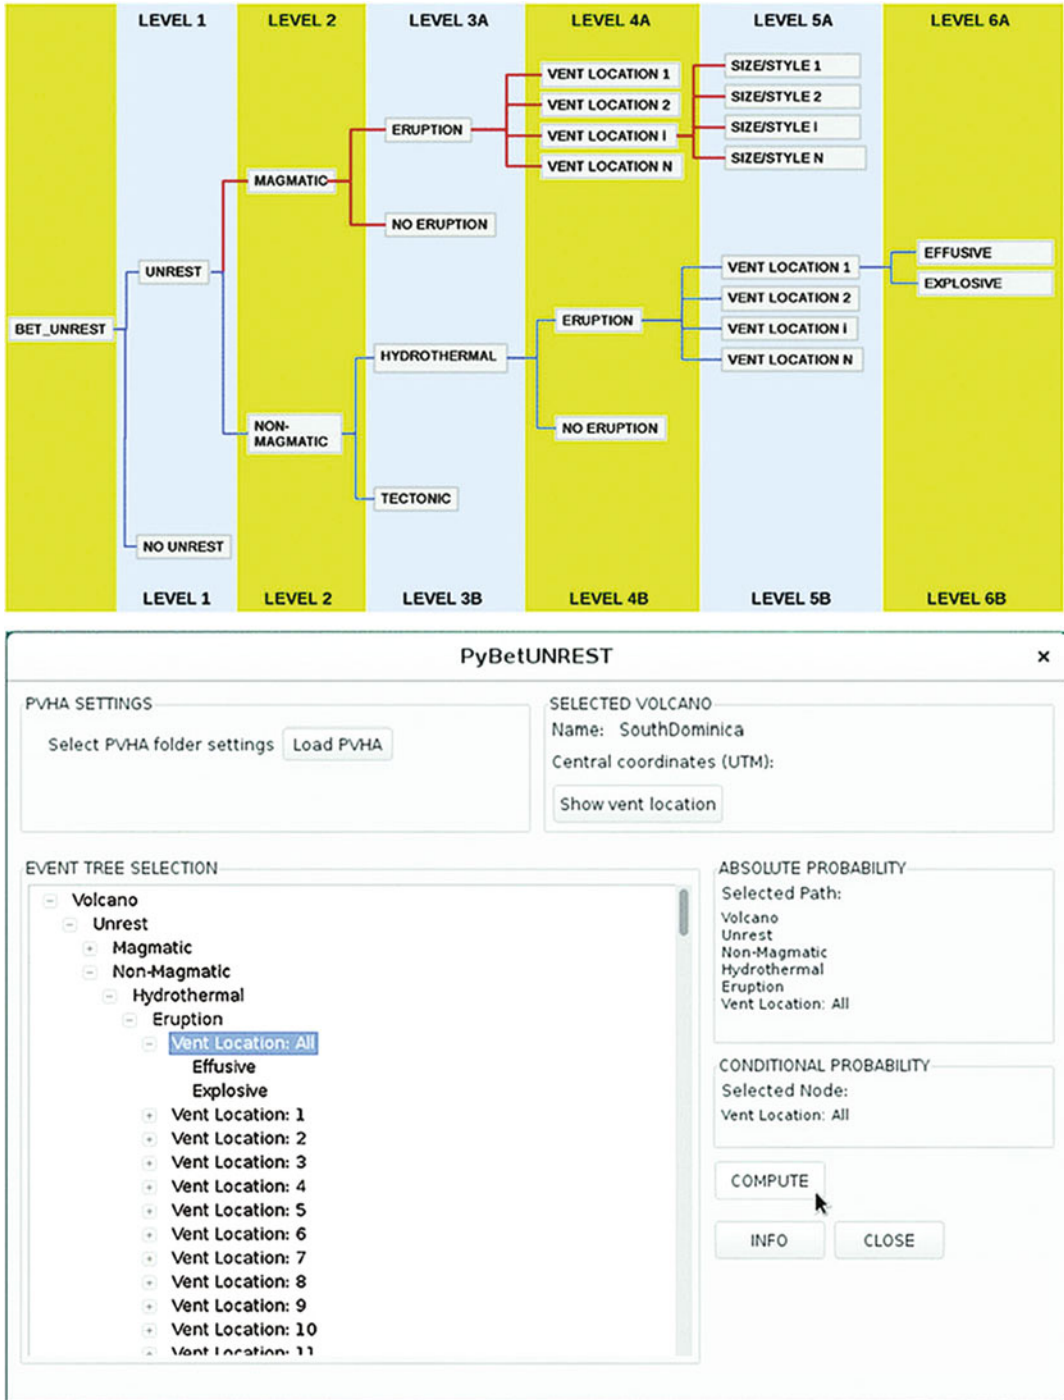 LEVEL 1 LEVEL 2 LEVEL 3A LEVEL 4A LEVEL 5A LEVEL 6A
SIZE/STYLE 1
VENT LOCATION 1
SIZE/STYLE 2
VENT LOCATION 2
SIZE/STYLE i
ERUPTION
VENT LOCATION i
SIZE/STYLE N
VENT LOCATION N
MAGMATIC
NO ERUPTION
EFFUSIVE
UNREST
VENT LOCATION 1
EXPLOSIVE
VENT LOCATION 2
ERUPTION
BET_UNREST
VENT LOCATION i
HYDROTHERMAL
VENT LOCATION N
NON-
MAGMATIC
NO ERUPTION
TECTONIC
NO UNREST
LEVEL 1 LEVEL 2 LEVEL 3B LEVEL 4B LEVEL 5B LEVEL 6B
PyBetUNREST ×
PVHA SETTINGS
Select PVHA folder settings Load PVHA
SELECTED VOLCANO
Name: SouthDominica
Central coordinates (UTM):
Show vent location
EVENT TREE SELECTION
Volcano
Unrest
Magmatic
Non-Magmatic
Hydrothermal
Eruption
Vent Location: All
Effusive
Explosive
Vent Location: 1
Vent Location: 2
Vent Location: 3
Vent Location: 4
Vent Location: 5
Vent Location: 6
Vent Location: 7
Vent Location: 8
Vent Location: 9
Vent Location: 10
Vent Location: 11
ABSOLUTE PROBABILITY
Selected Path:
Volcano
Unrest
Non-Magmatic
Hydrothermal
Eruption
Vent Location: All
CONDITIONAL PROBABILITY
Selected Node:
Vent Location: All
COMPUTE
INFO CLOSE